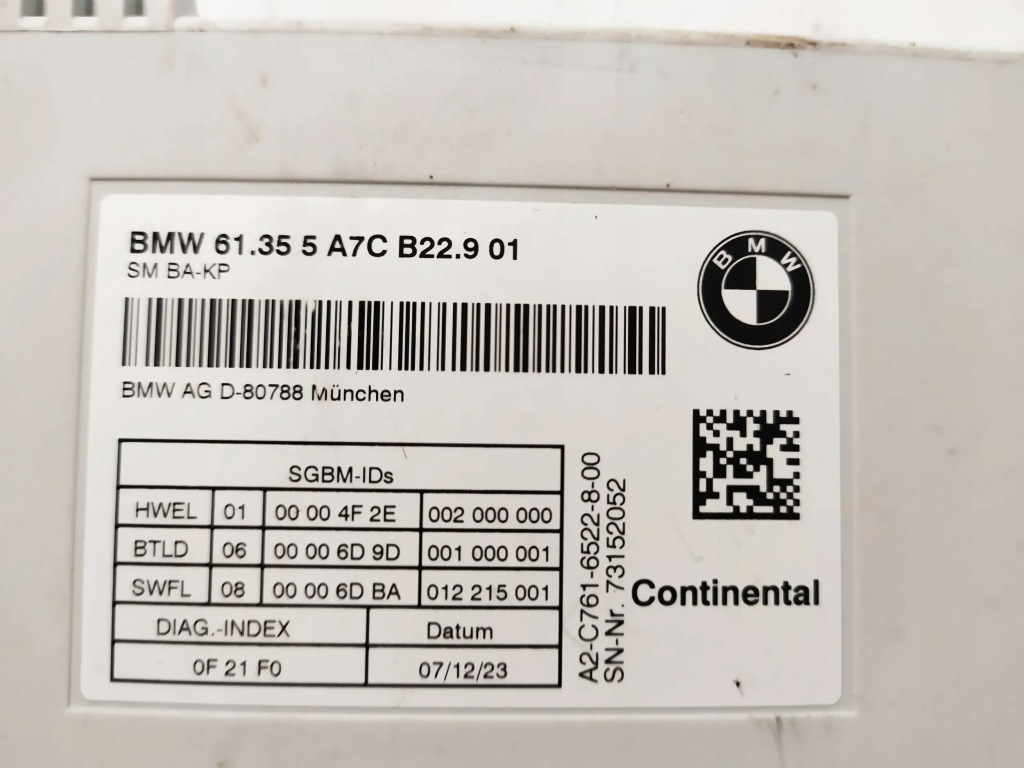 BMW 61.35 5 A7C B22.9 01
SM BA-KP
BMW
BMW AG D-80788 München
SGBM-IDs
HWEL 01 00 00 4F 2E 002 000 000
BTLD 06 00 00 6D 9D 001 000 001
SWFL 08 00 00 6D BA 012 215 001
DIAG.-INDEX Datum
0F 21 F0 07/12/23
A2-C761-6522-8-00
SN-Nr. 73152052
Continental